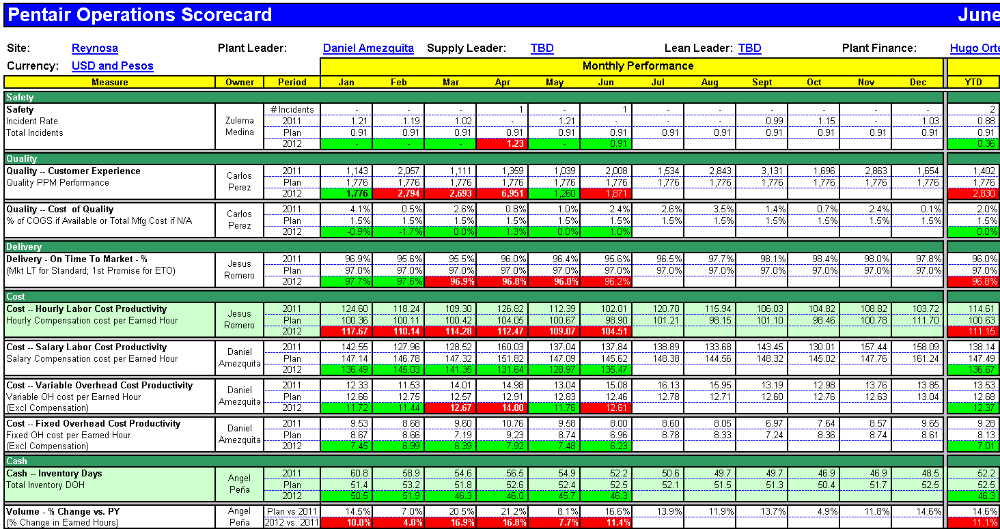 Pentair Operations Scorecard June
Site: Reynosa Plant Leader: Daniel Amezquita Supply Leader: TBD Lean Leader: TBD Plant Finance: Hugo Orte
Currency: USD and Pesos Monthly Performance
Measure Owner Period Jan Feb Mar Apr May Jun Jul Aug Sept Oct Nov Dec YTD
Safety
Safety # Incidents - - - 1 - 1 - - - - - - 2
Incident Rate Zulema 2011 1.21 1.19 1.02 - 1.21 - - - 0.99 1.15 - 1.03 0.88
Total Incidents Medina Plan 0.91 0.91 0.91 0.91 0.91 0.91 0.91 0.91 0.91 0.91 0.91 0.91 0.91
2012 - - - 1.23 - 0.91 0.36
Quality
Quality -- Customer Experience Carlos 2011 1,143 2,057 1,111 1,359 1,039 2,008 1,534 2,843 3,131 1,696 2,863 1,654 1,402
Quality PPM Performance Perez Plan 1,776 1,776 1,776 1,776 1,776 1,776 1,776 1,776 1,776 1,776 1,776 1,776 1,776
2012 1,776 2,794 2,693 6,951 1,260 1,871 2,830
Quality -- Cost of Quality Carlos 2011 4.1% 0.5% 2.6% 0.8% 1.0% 2.4% 2.6% 3.5% 1.4% 0.7% 2.4% 0.1% 2.0%
% of COGS if Available or Total Mfg Cost if N/A Perez Plan 1.5% 1.5% 1.5% 1.5% 1.5% 1.5% 1.5% 1.5% 1.5% 1.5% 1.5% 1.5% 1.5%
2012 -0.9% -1.7% 0.0% 1.3% 0.0% 1.0% 0.0%
Delivery
Delivery - On Time To Market - % Jesus 2011 96.9% 95.6% 95.5% 96.0% 96.4% 95.6% 96.5% 97.7% 98.1% 98.4% 98.0% 97.8% 96.0%
(Mkt LT for Standard; 1st Promise for ETO) Romero Plan 97.0% 97.0% 97.0% 97.0% 97.0% 97.0% 97.0% 97.0% 97.0% 97.0% 97.0% 97.0% 97.0%
2012 97.7% 97.6% 96.9% 96.8% 96.0% 96.2% 96.8%
Cost
Cost -- Hourly Labor Cost Productivity Jesus 2011 124.60 118.24 109.30 126.82 112.39 102.01 120.70 115.94 106.03 104.82 108.82 103.72 114.61
Hourly Compensation cost per Earned Hour Romero Plan 100.36 100.11 100.42 104.05 100.67 98.90 101.21 98.15 101.10 98.46 100.78 111.70 100.63
2012 117.67 110.14 114.28 112.47 109.07 104.51 111.15
Cost -- Salary Labor Cost Productivity Daniel 2011 142.55 127.96 128.52 160.03 137.04 137.84 138.89 133.68 143.45 130.01 157.44 158.09 138.14
Salary Compensation cost per Earned Hour Amezquita Plan 147.14 146.78 147.32 151.82 147.09 145.62 148.38 144.56 148.32 145.02 147.76 161.24 147.49
2012 136.49 145.03 141.35 131.64 128.97 135.47 136.67
Cost -- Variable Overhead Cost Productivity Daniel 2011 12.33 11.53 14.01 14.98 13.04 15.08 16.13 15.95 13.19 12.98 13.76 13.85 13.53
Variable OH cost per Earned Hour Amezquita Plan 12.66 12.75 12.57 12.91 12.83 12.46 12.78 12.71 12.60 12.76 12.63 13.04 12.68
(Excl Compensation) 2012 11.72 11.44 12.67 14.00 11.76 12.61 12.37
Cost -- Fixed Overhead Cost Productivity Daniel 2011 9.53 8.68 9.60 10.76 9.58 8.00 8.60 8.05 6.97 7.64 8.57 9.65 9.28
Fixed OH cost per Earned Hour Amezquita Plan 8.67 8.66 7.19 9.23 8.74 6.96 8.78 8.33 7.24 8.36 8.74 8.61 8.13
(Excl Compensation) 2012 7.45 6.99 6.39 7.92 7.48 6.23 7.01
Cash
Cash -- Inventory Days Angel 2011 60.8 58.9 54.6 56.5 54.9 52.2 50.6 49.7 49.7 46.9 46.9 48.5 52.2
Total Inventory DOH Peña Plan 51.4 53.2 51.8 52.6 52.4 52.5 52.1 51.5 51.3 50.4 51.7 52.5 52.5
2012 50.5 51.9 46.3 46.0 45.7 46.3 46.3
Volume - % Change vs. PY Angel Plan vs 2011 14.5% 7.0% 20.5% 21.2% 8.1% 16.6% 13.9% 11.9% 13.7% 4.9% 11.8% 14.6% 14.6%
(% Change in Earned Hours) Peña 2012 vs. 2011 10.0% 4.0% 16.9% 16.8% 7.7% 11.4% 11.1%